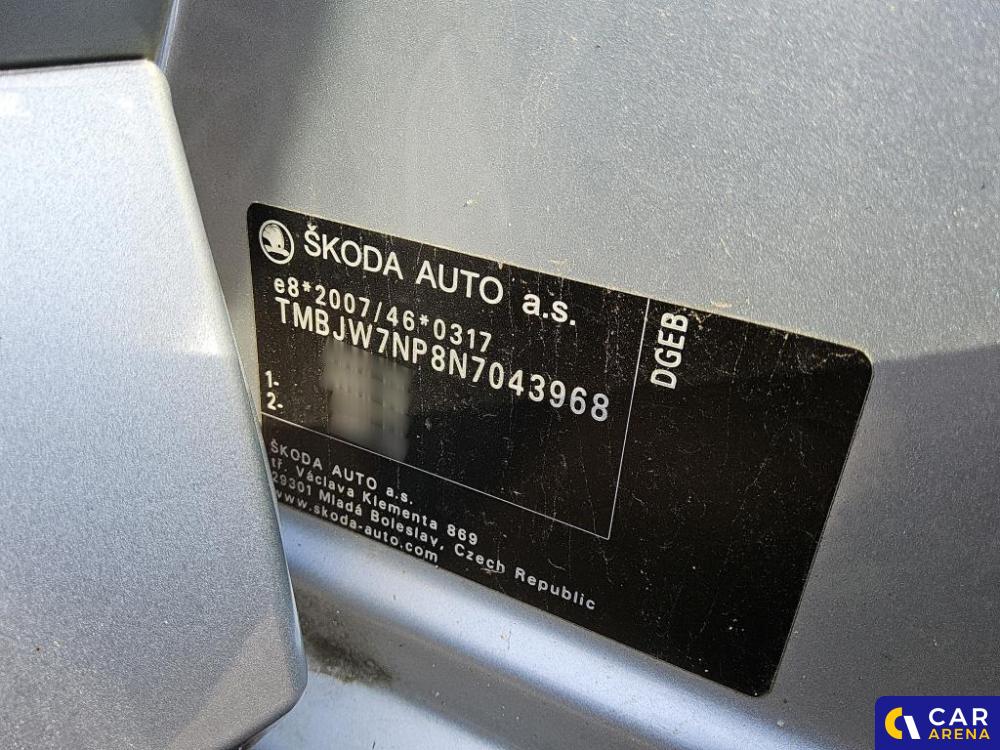 ŠKODA AUTO a.s.
e8*2007/46*0317
TMBJW7NP8N7043968
1-
2-
DGEB
ŠKODA AUTO a.s.
tř. Václava Klementa 869
29301 Mladá Boleslav, Czech Republic
www.skoda-auto.com
CAR
ARENA